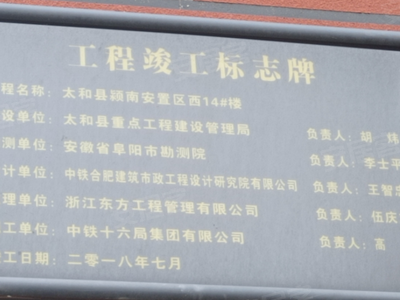 工程竣工标志牌
程名称：太和县颍南安置区西14#楼
设单位：太和县重点工程建设管理局 负责人：胡炜
测单位：安徽省阜阳市勘测院 负责人：李士平
计单位：中铁合肥建筑市政工程设计研究院有限公司 负责人：王智
理单位：浙江东方工程管理有限公司 负责人：伍庆
工单位：中铁十六局集团有限公司 负责人：高
工日期：二零一八年七月